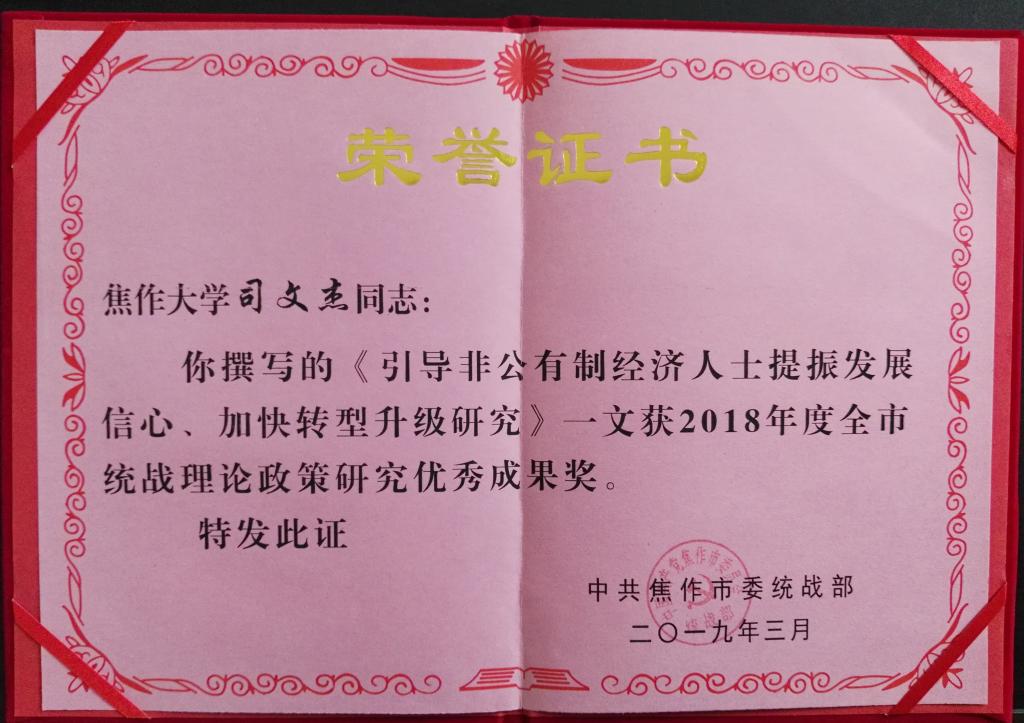 荣誉证书
焦作大学司文杰同志：
你撰写的《引导非公有制经济人士提振发展
信心、加快转型升级研究》一文获2018年度全市
统战理论政策研究优秀成果奖。
特发此证
中共焦作市委统战部
二〇一九年三月